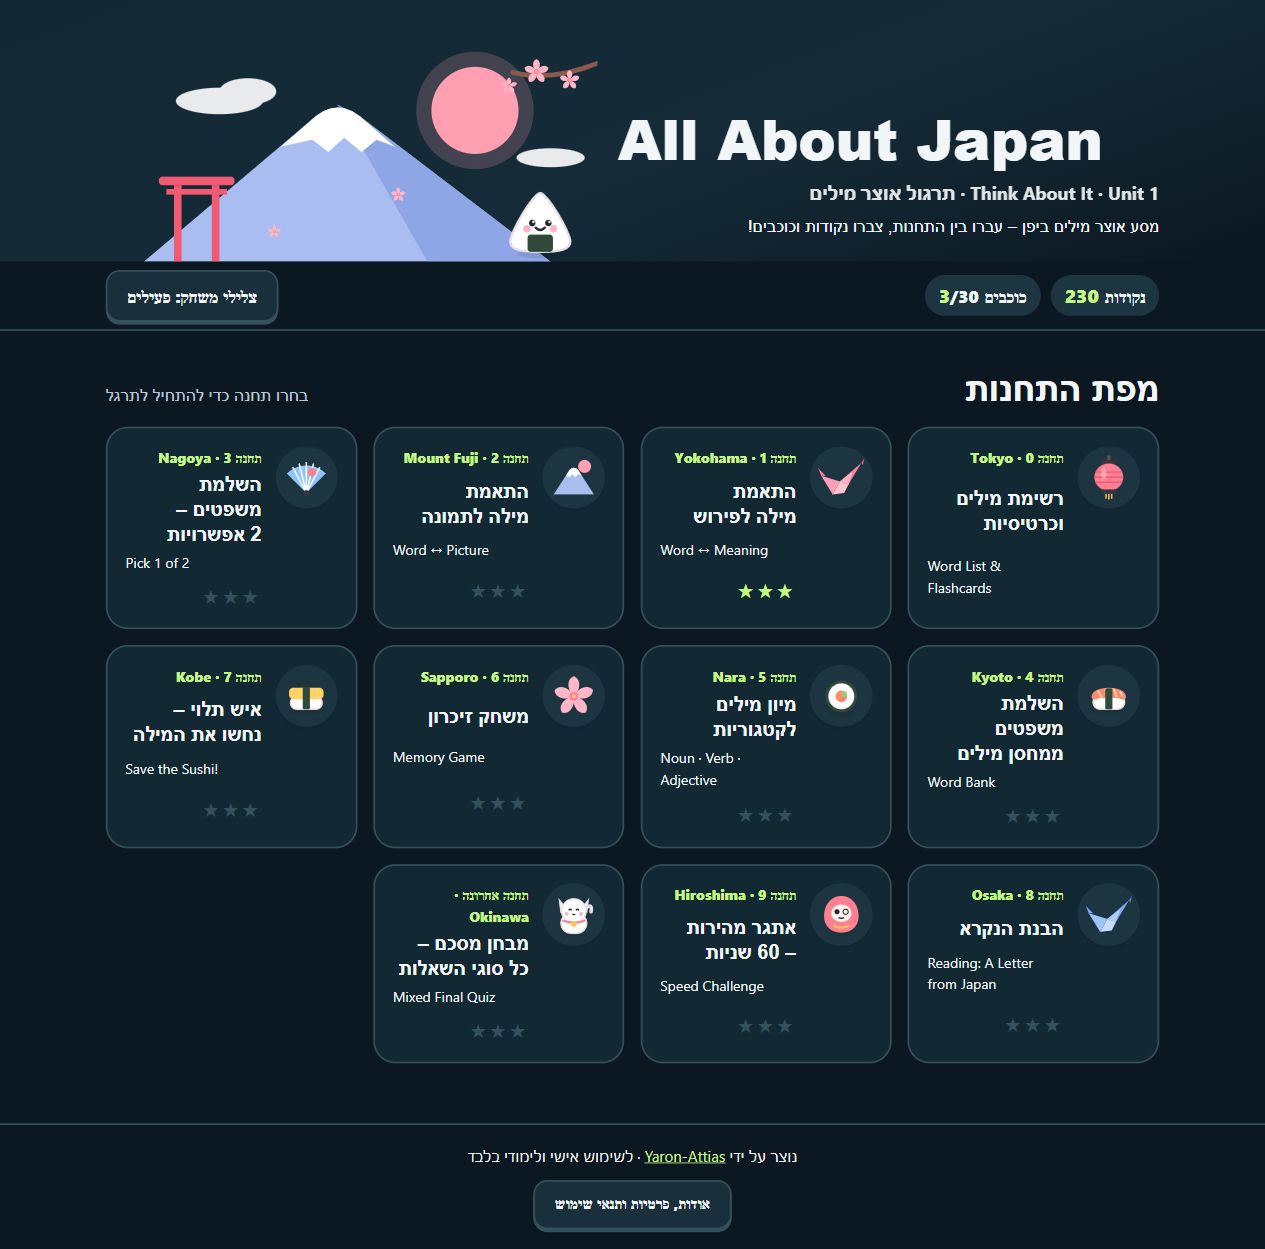 All About Japan
Think About It · Unit 1 · תרגול אוצר מילים
מסע אוצר מילים ביפן – עברו בין התחנות, צברו נקודות וכוכבים!
נקודות 230
כוכבים 3/30
צלילי משחק: פעילים
מפת התחנות
בחרו תחנה כדי להתחיל לתרגל
תחנה 0 · Tokyo
רשימת מילים
וכרטיסיות
Word List &
Flashcards
תחנה 1 · Yokohama
התאמת
מילה לפירוש
Word ↔ Meaning
★★★
תחנה 2 · Mount Fuji
התאמת
מילה לתמונה
Word ↔ Picture
★★★
תחנה 3 · Nagoya
השלמת
משפטים –
2 אפשרויות
Pick 1 of 2
★★★
תחנה 4 · Kyoto
השלמת
משפטים
ממחסן מילים
Word Bank
★★★
תחנה 5 · Nara
מיון מילים
לקטגוריות
Noun · Verb ·
Adjective
★★★
תחנה 6 · Sapporo
משחק זיכרון
Memory Game
★★★
תחנה 7 · Kobe
איש תלוי –
נחשו את המילה
Save the Sushi!
★★★
תחנה 8 · Osaka
הבנת הנקרא
Reading: A Letter
from Japan
★★★
תחנה 9 · Hiroshima
אתגר מהירות
– 60 שניות
Speed Challenge
★★★
תחנה אחרונה ·
Okinawa
מבחן מסכם –
כל סוגי השאלות
Mixed Final Quiz
★★★
נוצר על ידי Yaron-Attias · לשימוש אישי ולימודי בלבד
אודות, פרטיות ותנאי שימוש